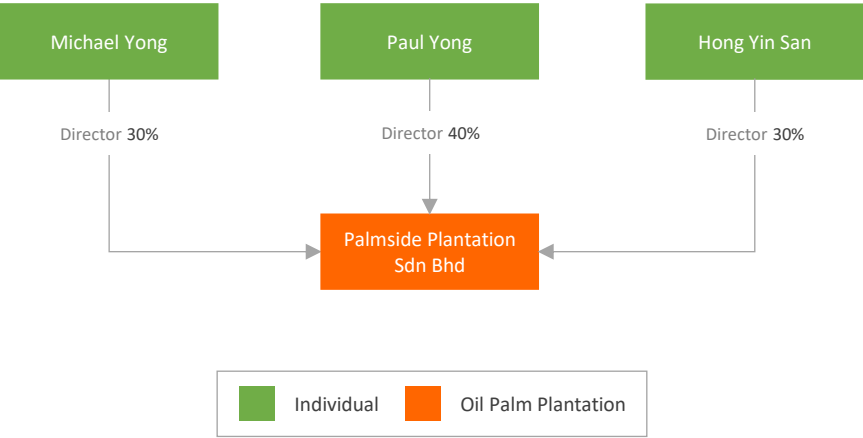 Michael Yong
Paul Yong
Hong Yin San
Director 30%
Director 40%
Director 30%
Palmside Plantation
Sdn Bhd
Individual
Oil Palm Plantation